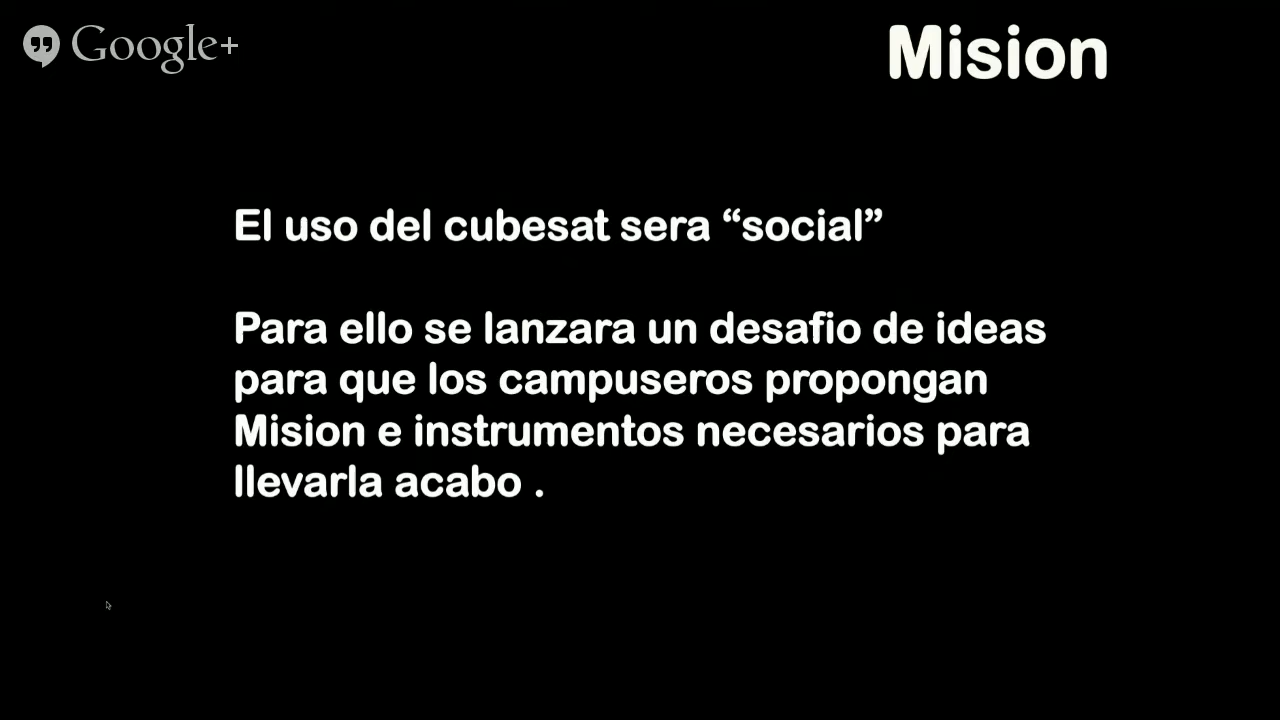 Google+
Mision
El uso del cubesat sera “social”
Para ello se lanzara un desafio de ideas
para que los campuseros propongan
Mision e instrumentos necesarios para
llevarla acabo .